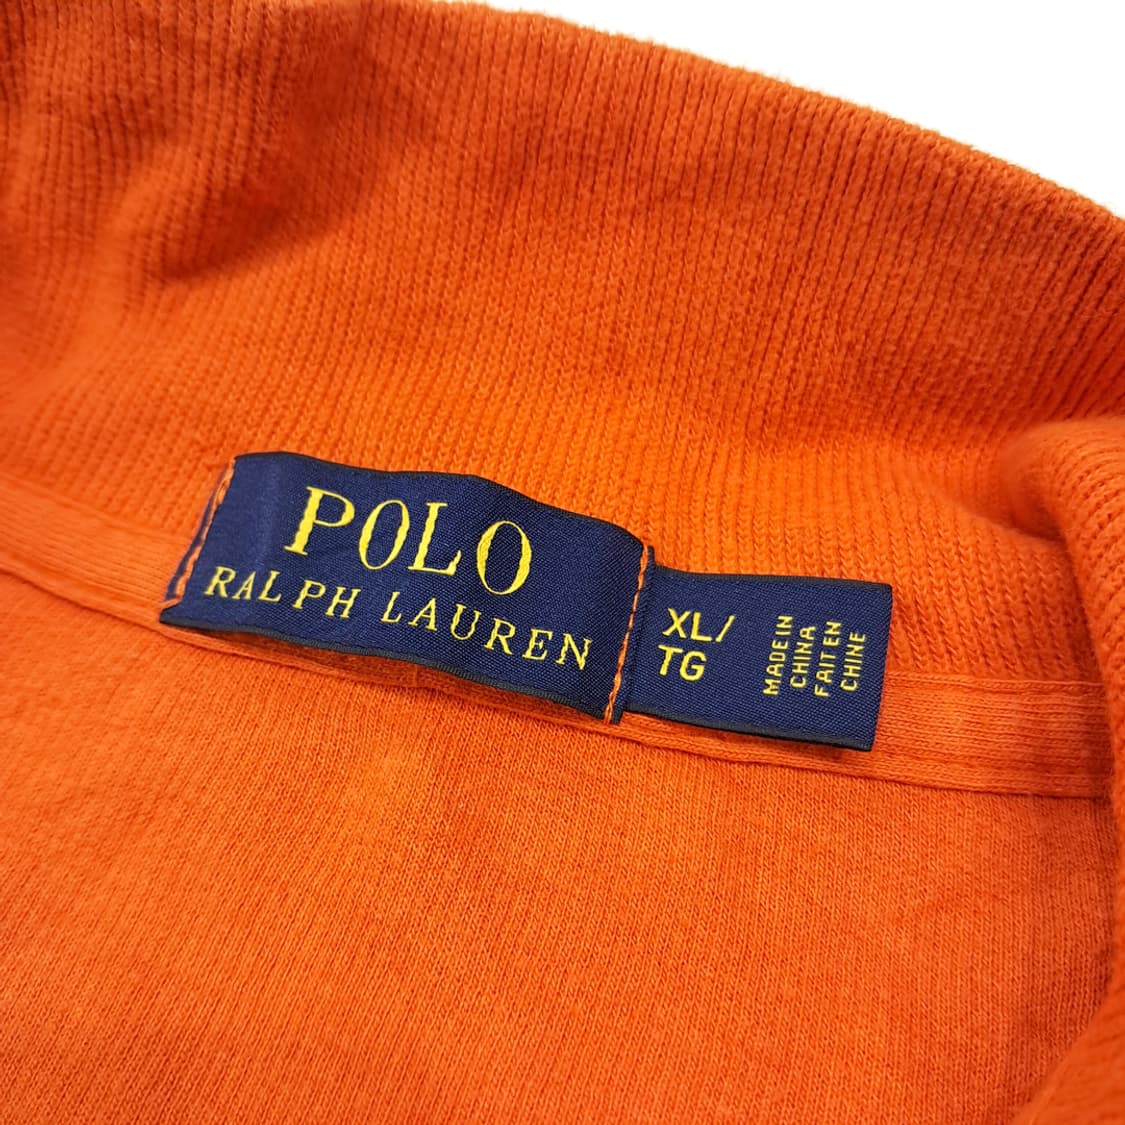 POLO
RALPH LAUREN
XL/
TG
MADE IN
CHINA
FAIT EN
CHINE